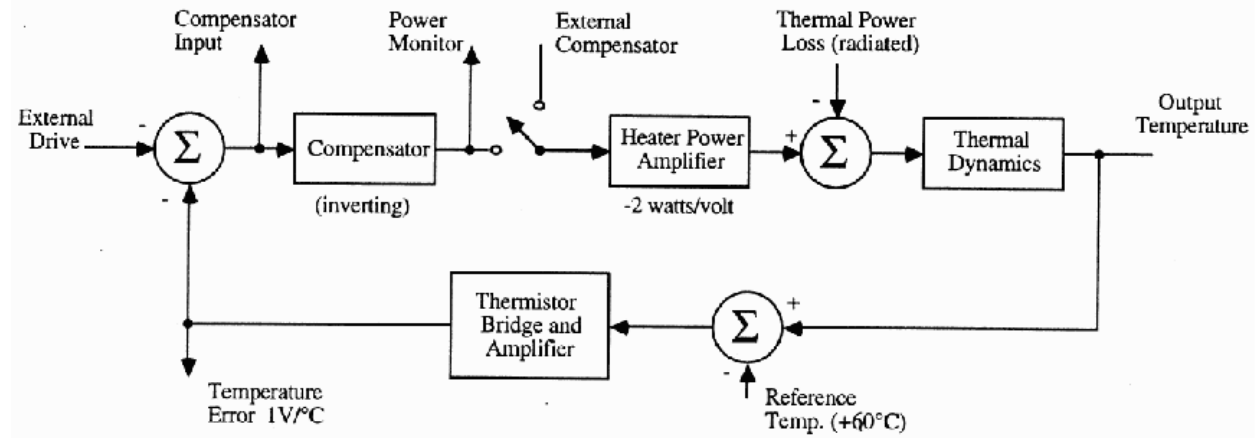 Compensator
Input
Power
Monitor
External
Compensator
Thermal Power
Loss (radiated)
Output
Temperature
External
Drive
-
-
Σ
Compensator
(inverting)
Heater Power
Amplifier
-2 watts/volt
+
-
Σ
Thermal
Dynamics
Thermistor
Bridge and
Amplifier
Σ
+
-
Temperature
Error 1V/°C
Reference
Temp. (+60°C)